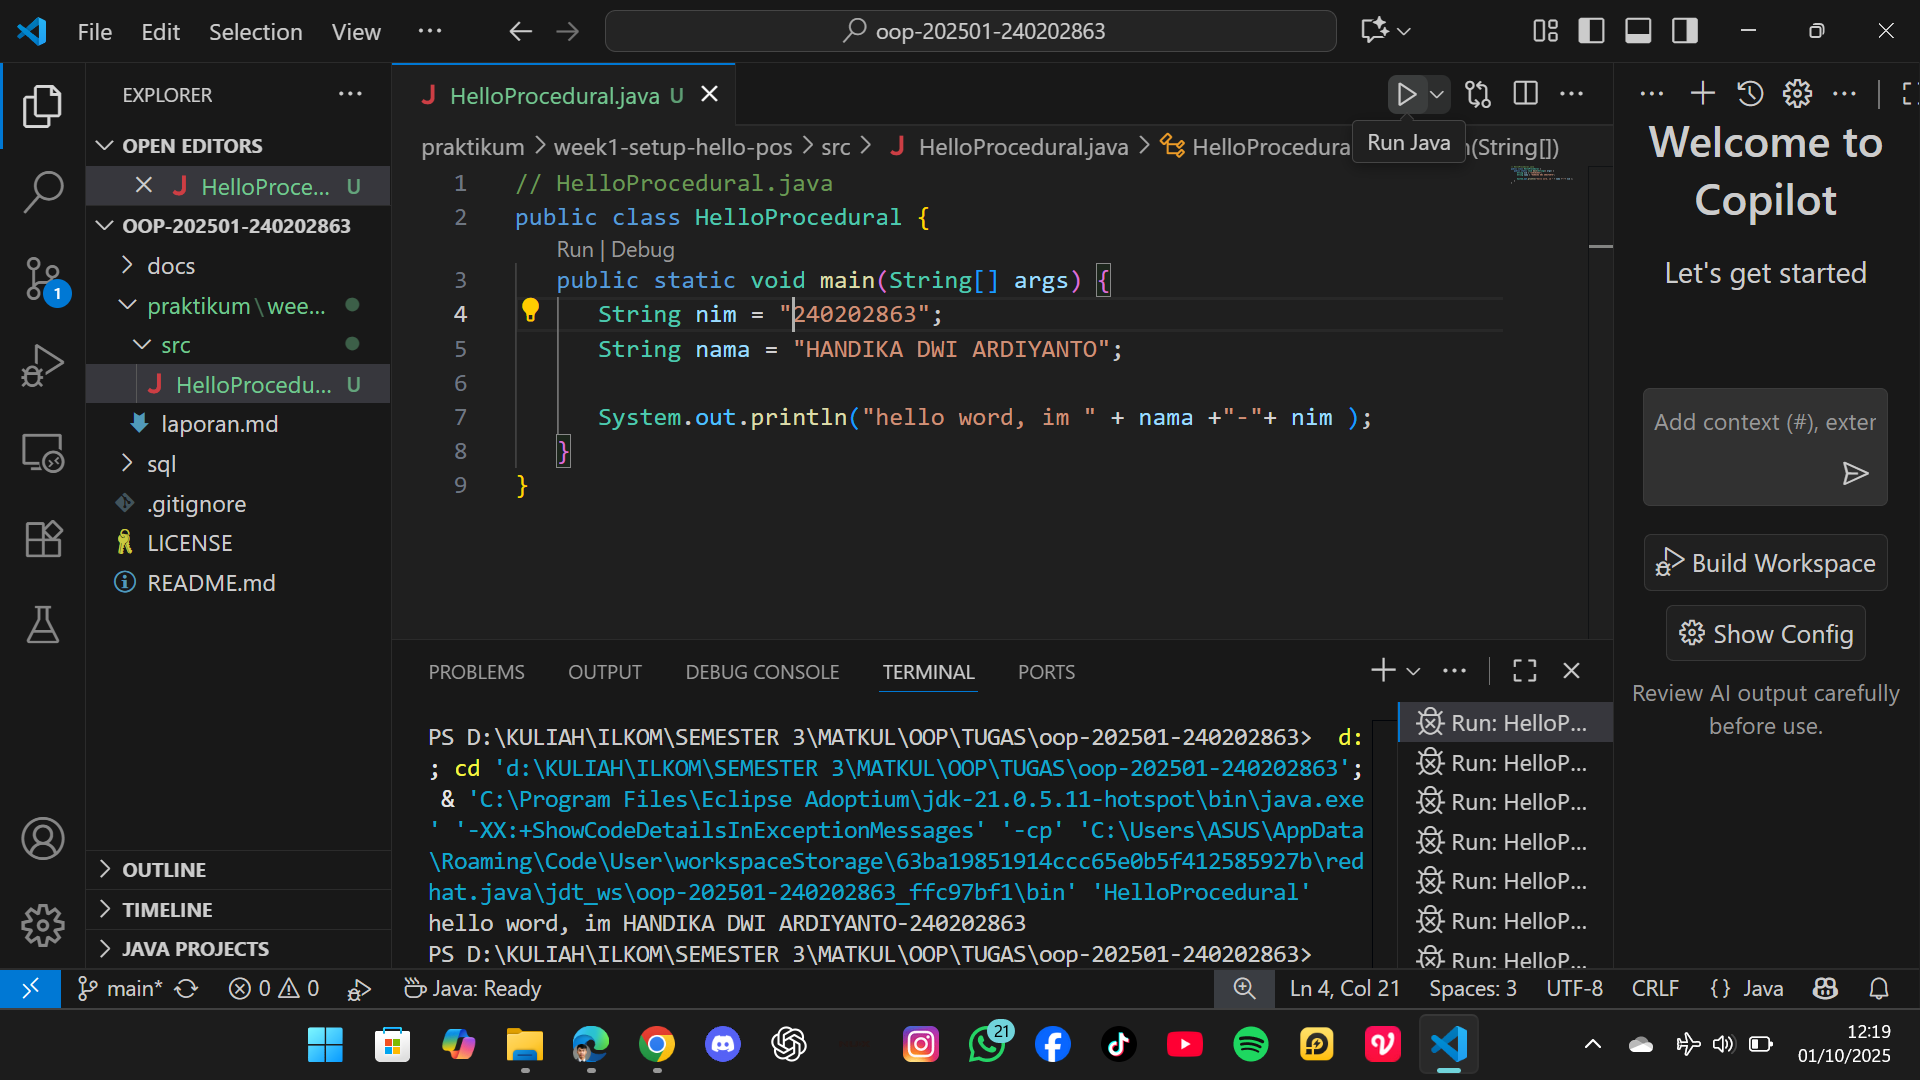 File Edit Selection View ···
oop-202501-240202863
EXPLORER
OPEN EDITORS
HelloProce... U
OOP-202501-240202863
docs
praktikum\wee...
src
HelloProcedu... U
laporan.md
sql
.gitignore
LICENSE
README.md
OUTLINE
TIMELINE
JAVA PROJECTS
1
HelloProcedural.java U
Run Java
praktikum > week1-setup-hello-pos > src > HelloProcedural.java > HelloProcedura
(String[])
1 // HelloProcedural.java
2 public class HelloProcedural {
Run | Debug
3 public static void main(String[] args) {
4 String nim = "240202863";
5 String nama = "HANDIKA DWI ARDIYANTO";
6
7 System.out.println("hello word, im " + nama +"-"+ nim );
8 }
9 }
PROBLEMS OUTPUT DEBUG CONSOLE TERMINAL PORTS
PS D:\KULIAH\ILKOM\SEMESTER 3\MATKUL\OOP\TUGAS\oop-202501-240202863> d:
; cd 'd:\KULIAH\ILKOM\SEMESTER 3\MATKUL\OOP\TUGAS\oop-202501-240202863';
& 'C:\Program Files\Eclipse Adoptium\jdk-21.0.5.11-hotspot\bin\java.exe
' '-XX:+ShowCodeDetailsInExceptionMessages' '-cp' 'C:\Users\ASUS\AppData
\Roaming\Code\User\workspaceStorage\63ba19851914ccc65e0b5f412585927b\red
hat.java\jdt_ws\oop-202501-240202863_ffc97bf1\bin' 'HelloProcedural'
hello word, im HANDIKA DWI ARDIYANTO-240202863
PS D:\KULIAH\ILKOM\SEMESTER 3\MATKUL\OOP\TUGAS\oop-202501-240202863>
Run: HelloP...
Run: HelloP...
Run: HelloP...
Run: HelloP...
Run: HelloP...
Run: HelloP...
Run: HelloP...
Welcome to
Copilot
Let's get started
Add context (#), exter
Build Workspace
Show Config
Review AI output carefully
before use.
main* 0 0 Java: Ready
Ln 4, Col 21 Spaces: 3 UTF-8 CRLF {} Java
21
12:19
01/10/2025